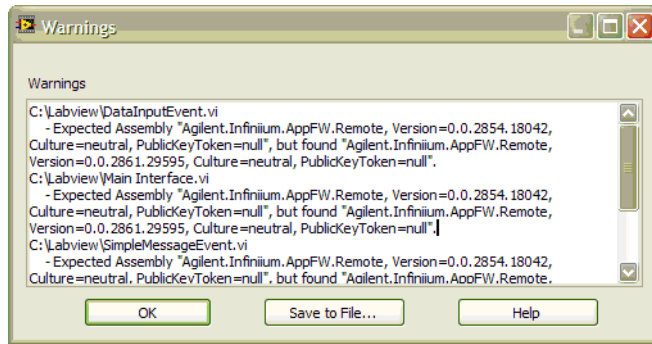 Warnings
Warnings
C:\Labview\DataInputEvent.vi
- Expected Assembly "Agilent.Infiniium.AppFW.Remote, Version=0.0.2854.18042,
Culture=neutral, PublicKeyToken=null", but found "Agilent.Infiniium.AppFW.Remote,
Version=0.0.2861.29595, Culture=neutral, PublicKeyToken=null".
C:\Labview\Main Interface.vi
- Expected Assembly "Agilent.Infiniium.AppFW.Remote, Version=0.0.2854.18042,
Culture=neutral, PublicKeyToken=null", but found "Agilent.Infiniium.AppFW.Remote,
Version=0.0.2861.29595, Culture=neutral, PublicKeyToken=null".
C:\Labview\SimpleMessageEvent.vi
- Expected Assembly "Agilent.Infiniium.AppFW.Remote, Version=0.0.2854.18042,
Culture=neutral, PublicKeyToken=null", but found "Agilent.Infiniium.AppFW.Remote,
OK Save to File... Help